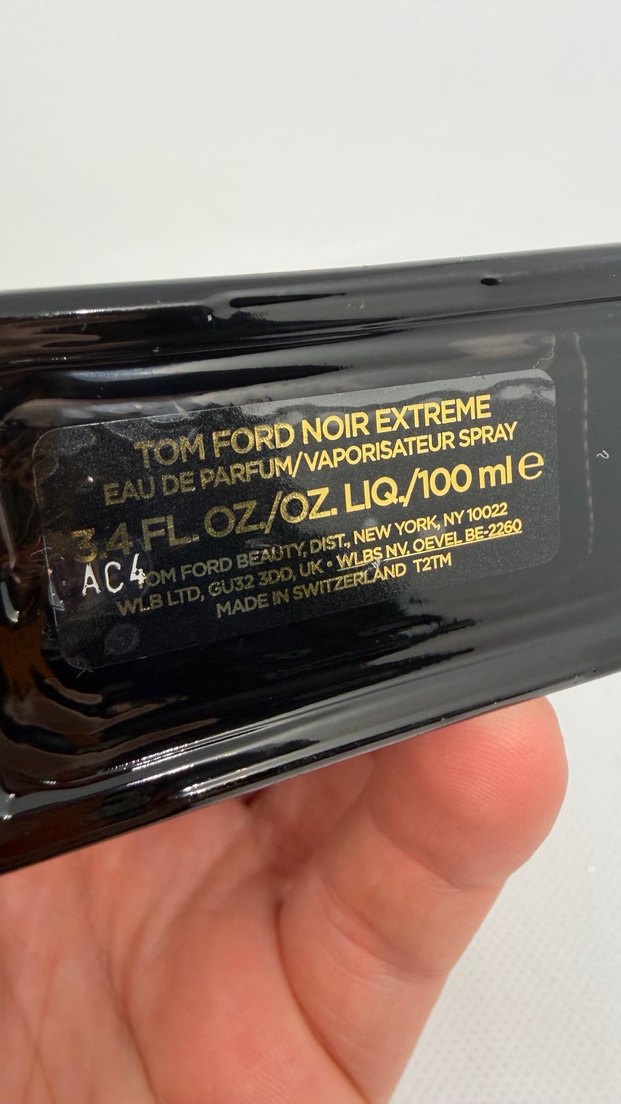 TOM FORD NOIR EXTREME
EAU DE PARFUM/VAPORISATEUR SPRAY
3.4 FL. OZ./OZ. LIQ./100 ml e
TOM FORD BEAUTY, DIST., NEW YORK, NY 10022
WLB LTD, GU32 3DD, UK • WLBS NV. OEVEL BE-2260
MADE IN SWITZERLAND T2TM
AC4